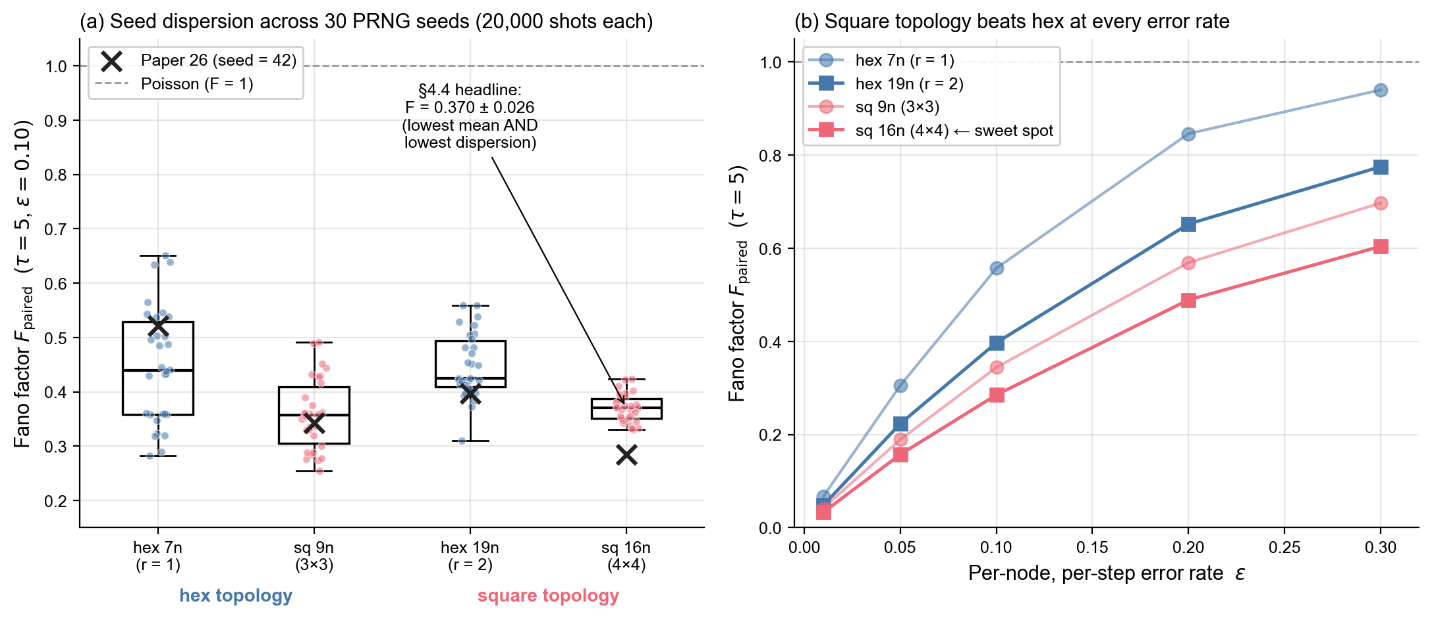 (a) Seed dispersion across 30 PRNG seeds (20,000 shots each)
Paper 26 (seed = 42)
Poisson (F = 1)
§4.4 headline:
F = 0.370 ± 0.026
(lowest mean AND
lowest dispersion)
Fano factor F_paired (τ = 5, ε = 0.10)
1.0
0.9
0.8
0.7
0.6
0.5
0.4
0.3
0.2
hex 7n
(r = 1)
sq 9n
(3×3)
hex 19n
(r = 2)
sq 16n
(4×4)
hex topology
square topology
(b) Square topology beats hex at every error rate
hex 7n (r = 1)
hex 19n (r = 2)
sq 9n (3×3)
sq 16n (4×4) ← sweet spot
Fano factor F_paired (τ = 5)
1.0
0.8
0.6
0.4
0.2
0.0
0.00 0.05 0.10 0.15 0.20 0.25 0.30
Per-node, per-step error rate ε